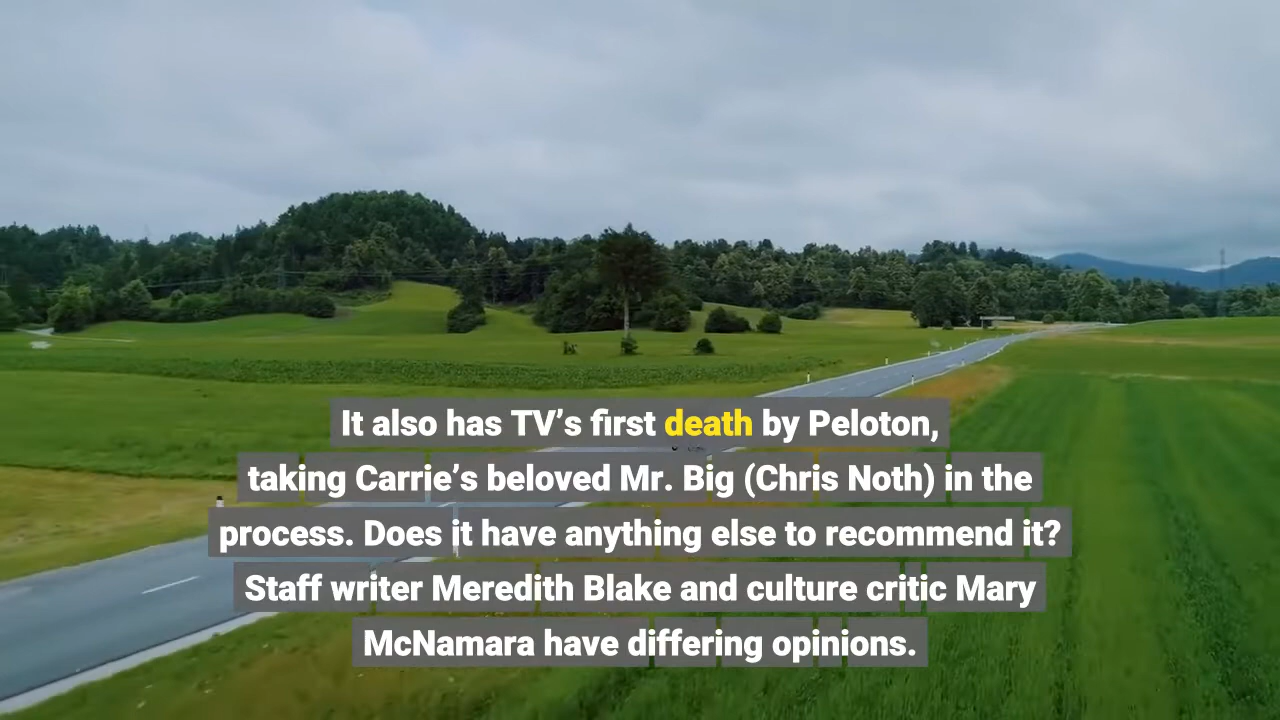 It also has TV’s first death by Peloton,
taking Carrie’s beloved Mr. Big (Chris Noth) in the
process. Does it have anything else to recommend it?
Staff writer Meredith Blake and culture critic Mary
McNamara have differing opinions.